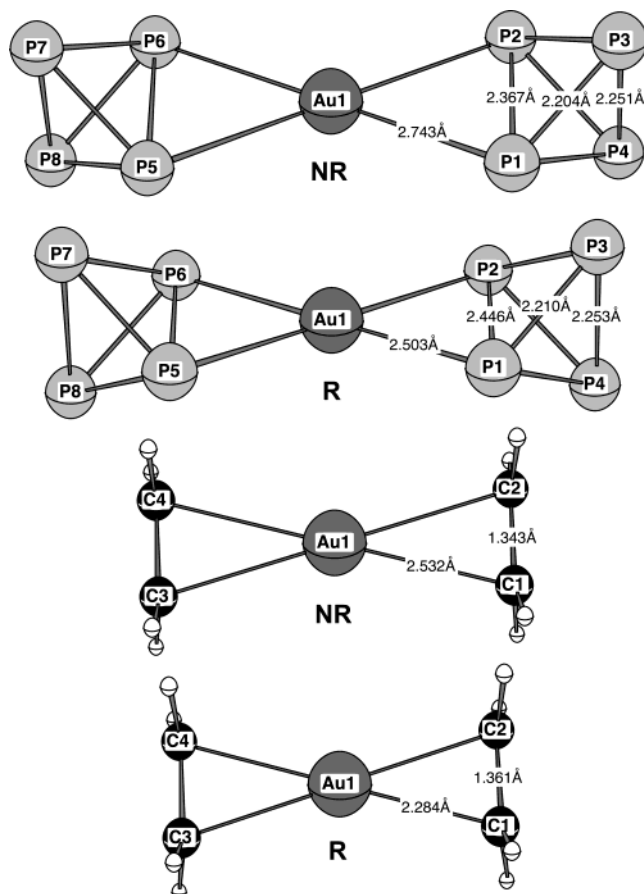 P7 P6 P2 P3
Au1
2.367Å 2.204Å 2.251Å
2.743Å
P8 P5 P1 P4
NR
P7 P6 P2 P3
Au1
2.446Å 2.210Å 2.253Å
2.503Å
P8 P5 P1 P4
R
C4 C2
Au1
1.343Å
2.532Å
C3 C1
NR
C4 C2
Au1
1.361Å
2.284Å
C3 C1
R